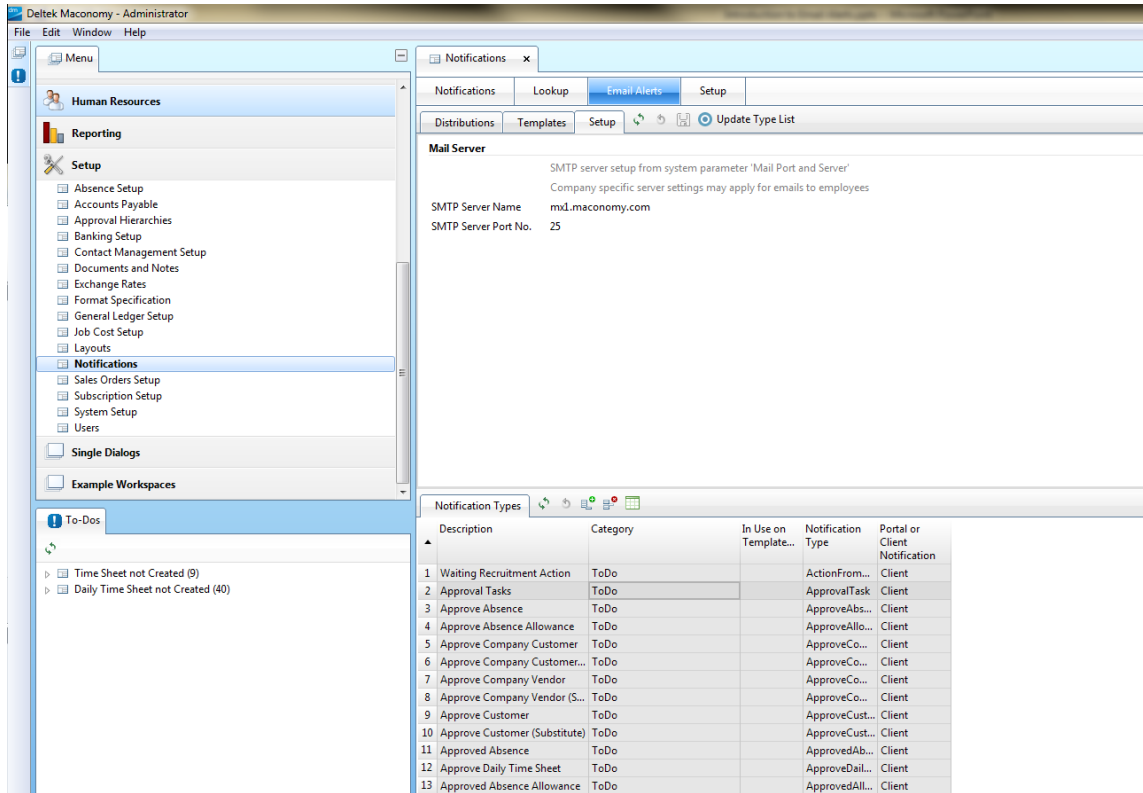 Deltek Maconomy - Administrator
File Edit Window Help
Menu
Human Resources
Reporting
Setup
Absence Setup
Accounts Payable
Approval Hierarchies
Banking Setup
Contact Management Setup
Documents and Notes
Exchange Rates
Format Specification
General Ledger Setup
Job Cost Setup
Layouts
Notifications
Sales Orders Setup
Subscription Setup
System Setup
Users
Single Dialogs
Example Workspaces
To-Dos
Time Sheet not Created (9)
Daily Time Sheet not Created (40)
Notifications x
Notifications Lookup Email Alerts Setup
Distributions Templates Setup Update Type List
Mail Server
SMTP server setup from system parameter 'Mail Port and Server'
Company specific server settings may apply for emails to employees
SMTP Server Name mx1.maconomy.com
SMTP Server Port No. 25
Notification Types
Description Category In Use on Template... Notification Type Portal or Client Notification
1 Waiting Recruitment Action ToDo ActionFrom... Client
2 Approval Tasks ToDo ApprovalTask Client
3 Approve Absence ToDo ApproveAbs... Client
4 Approve Absence Allowance ToDo ApproveAllo... Client
5 Approve Company Customer ToDo ApproveCo... Client
6 Approve Company Customer... ToDo ApproveCo... Client
7 Approve Company Vendor ToDo ApproveCo... Client
8 Approve Company Vendor (S... ToDo ApproveCo... Client
9 Approve Customer ToDo ApproveCust... Client
10 Approve Customer (Substitute) ToDo ApproveCust... Client
11 Approved Absence ToDo ApprovedAb... Client
12 Approve Daily Time Sheet ToDo ApproveDail... Client
13 Approved Absence Allowance ToDo ApprovedAll... Client